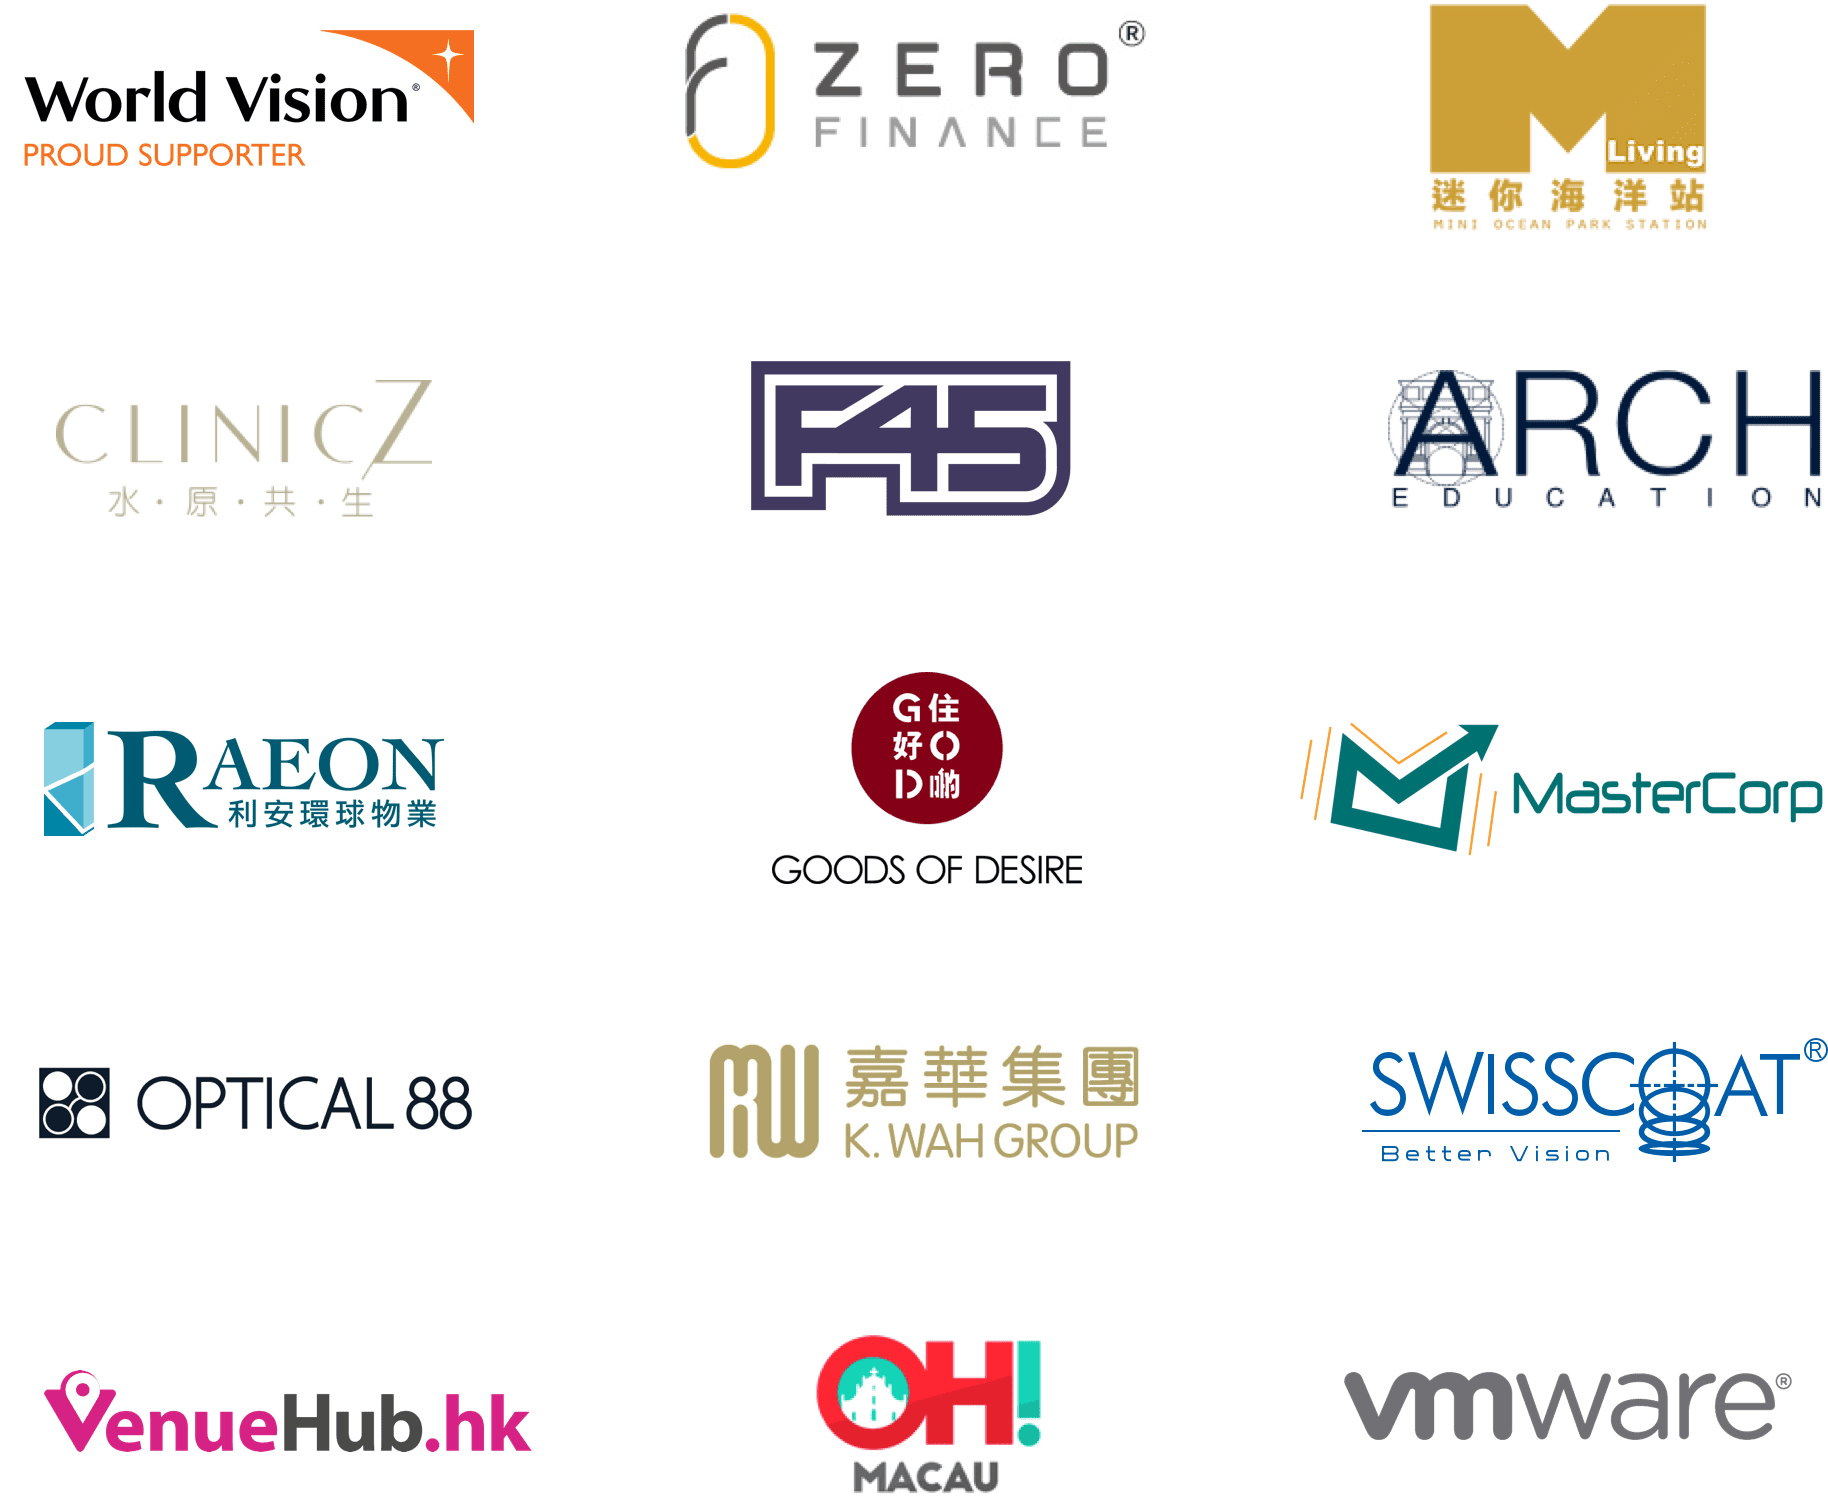 World Vision®
PROUD SUPPORTER
ZERO®
FINANCE
M
Living
迷你海洋站
MINI OCEAN PARK STATION
CLINIC Z
水・原・共・生
F45
ARCH
EDUCATION
RAEON
利安環球物業
G住
好O
D啲
GOODS OF DESIRE
MasterCorp
OPTICAL 88
嘉華集團
K. WAH GROUP
SWISSCOAT®
Better Vision
VenueHub.hk
OH!
MACAU
vmware®